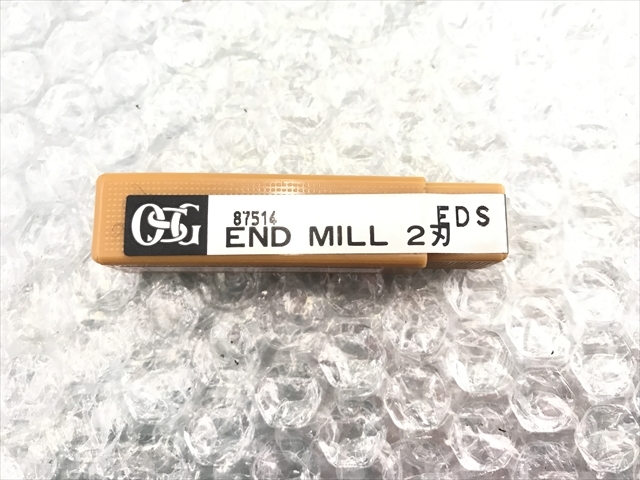 OSG
87514 EDS
END MILL 2刃